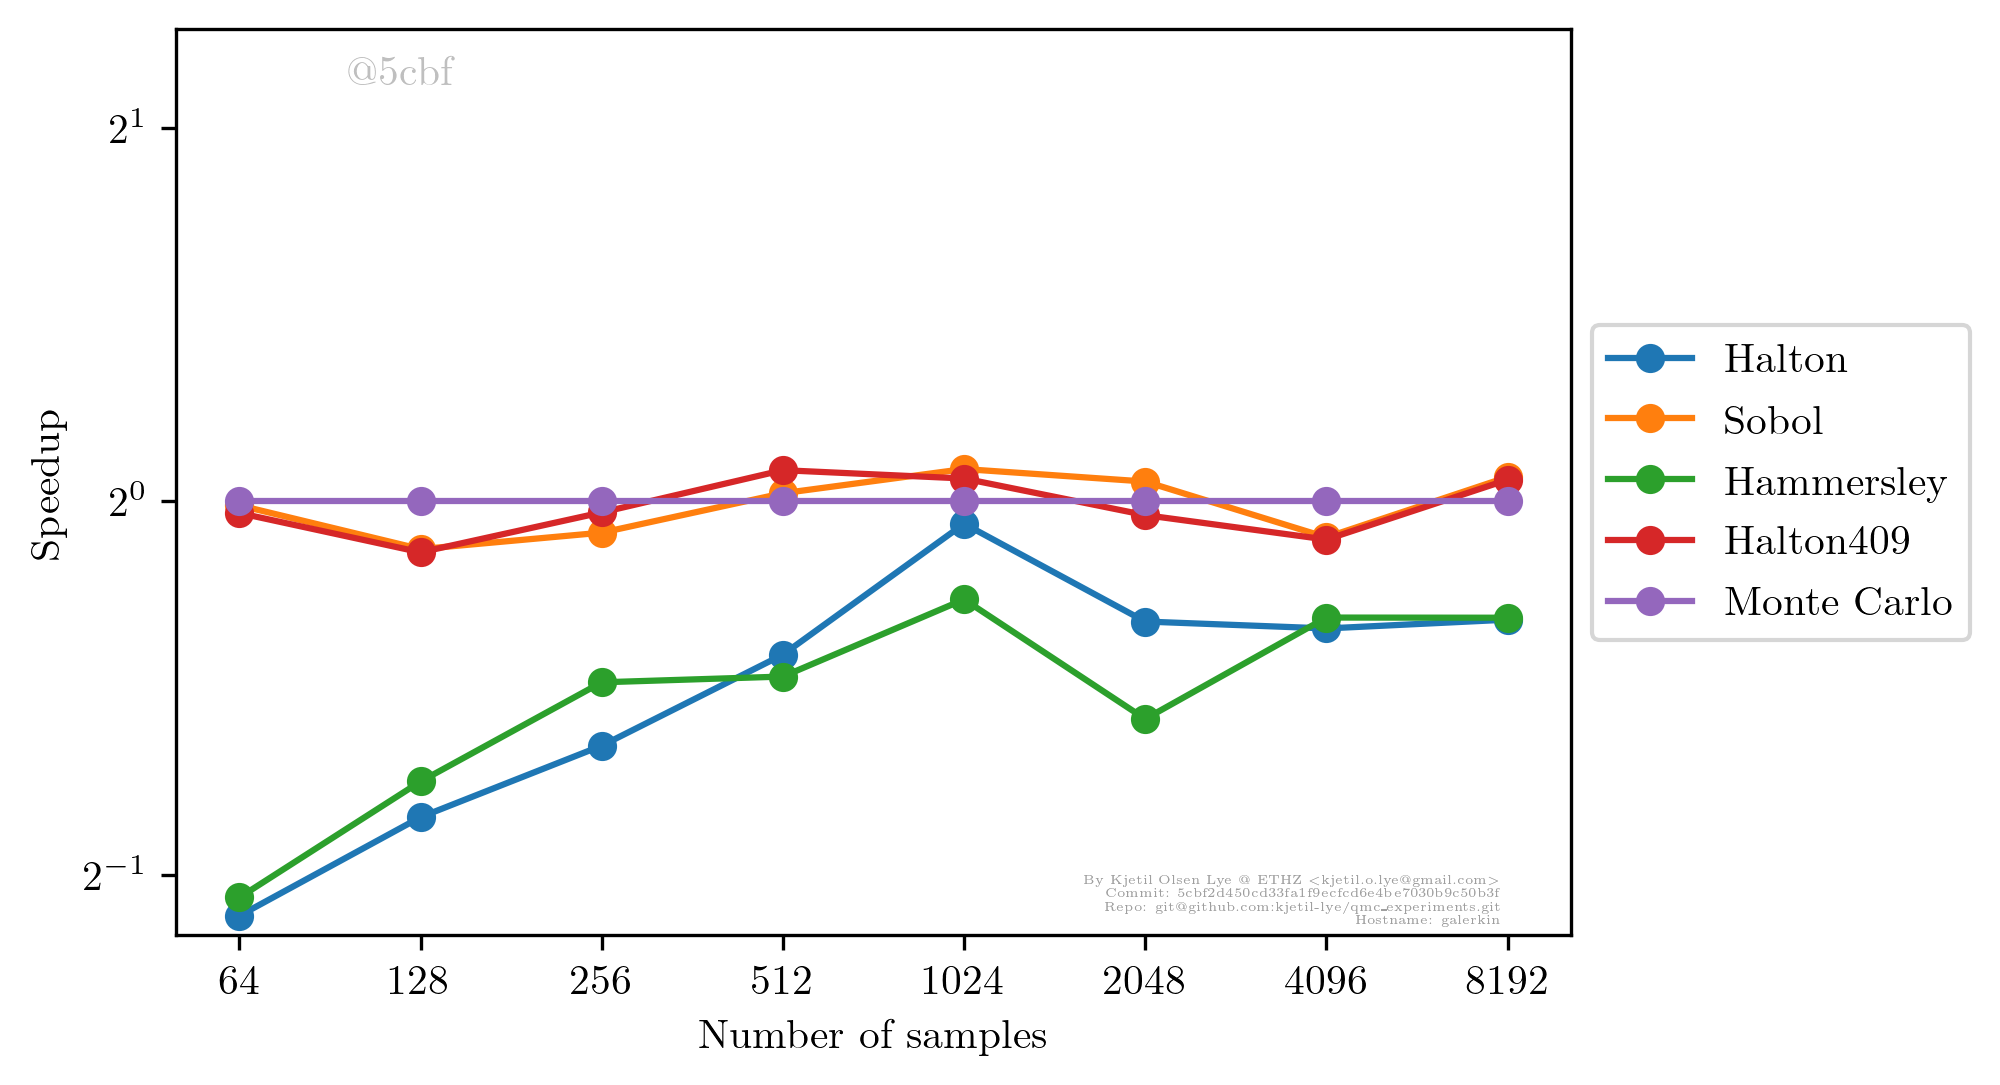 @5cbf
2^1
2^0
2^{-1}
Speedup
64 128 256 512 1024 2048 4096 8192
Number of samples
Halton
Sobol
Hammersley
Halton409
Monte Carlo
By Kjetil Olsen Lye @ ETHZ <kjetil.o.lye@gmail.com>
Commit: 5cbf2d450cd33fa1f9ecfcd6e4be7030b9c50b3f
Repo: git@github.com:kjetil-lye/qmc_experiments.git
Hostname: galerkin